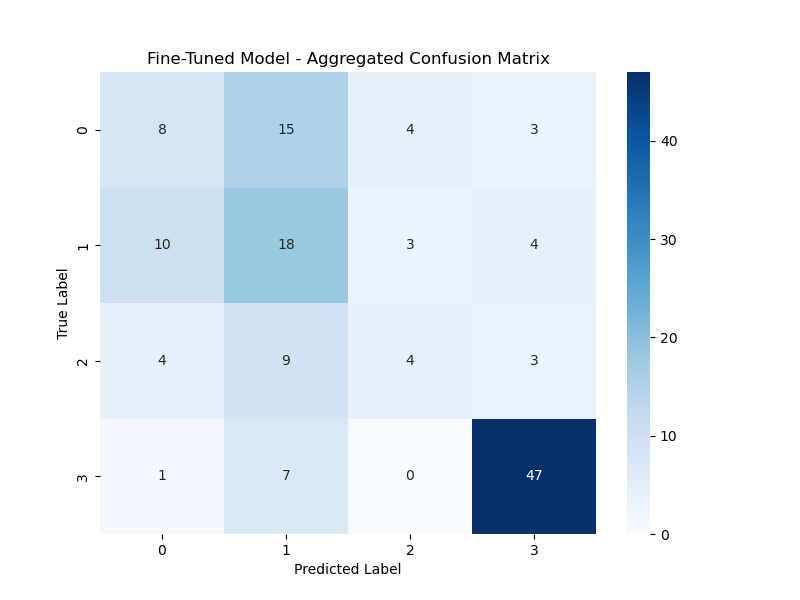 Fine-Tuned Model - Aggregated Confusion Matrix
0 8 15 4 3
1 10 18 3 4
2 4 9 4 3
3 1 7 0 47
0 1 2 3
True Label
Predicted Label
40
30
20
10
0